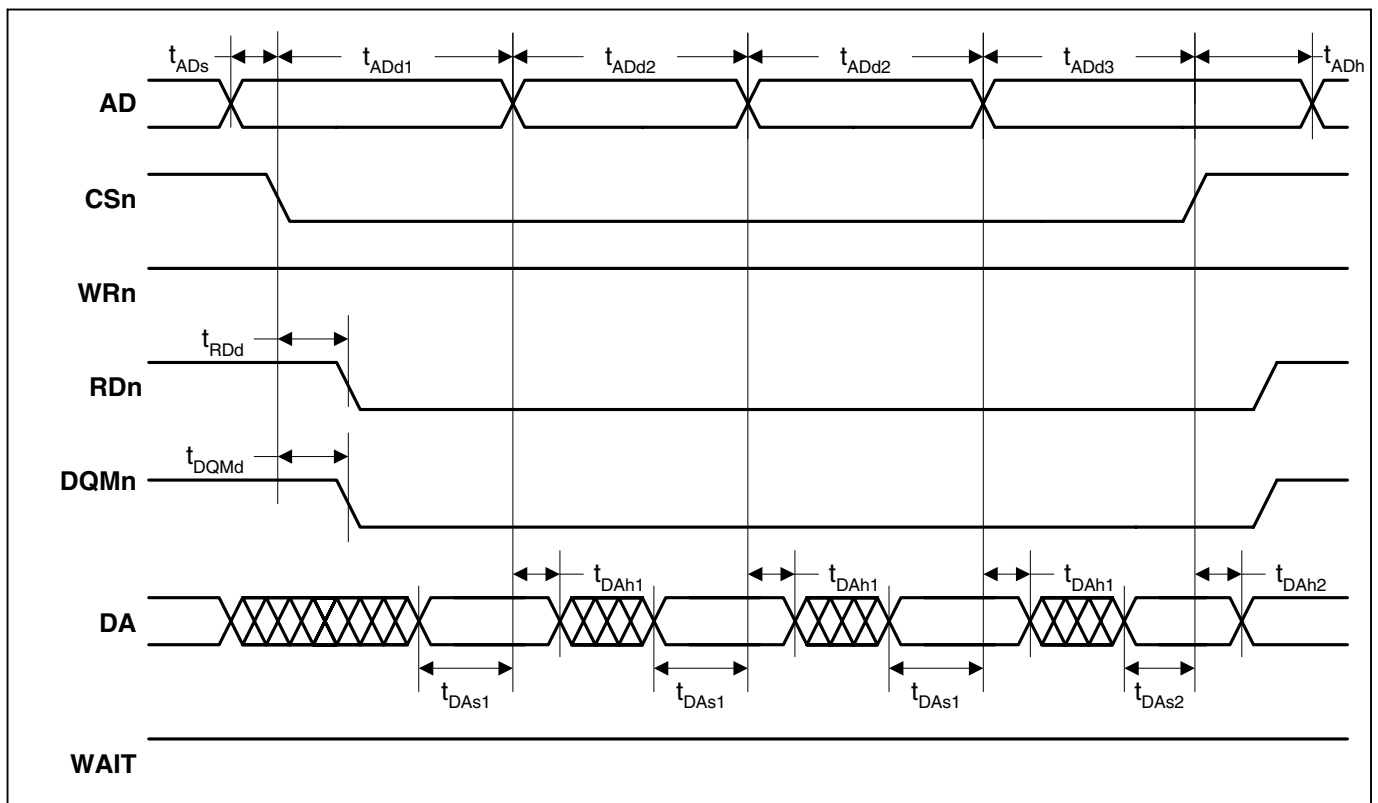 tADs tADd1 tADd2 tADd2 tADd3 tADh
AD
CSn
WRn
tRDd
RDn
tDQMd
DQMn
tDAh1 tDAh1 tDAh1 tDAh2
DA
tDAs1 tDAs1 tDAs1 tDAs2
WAIT